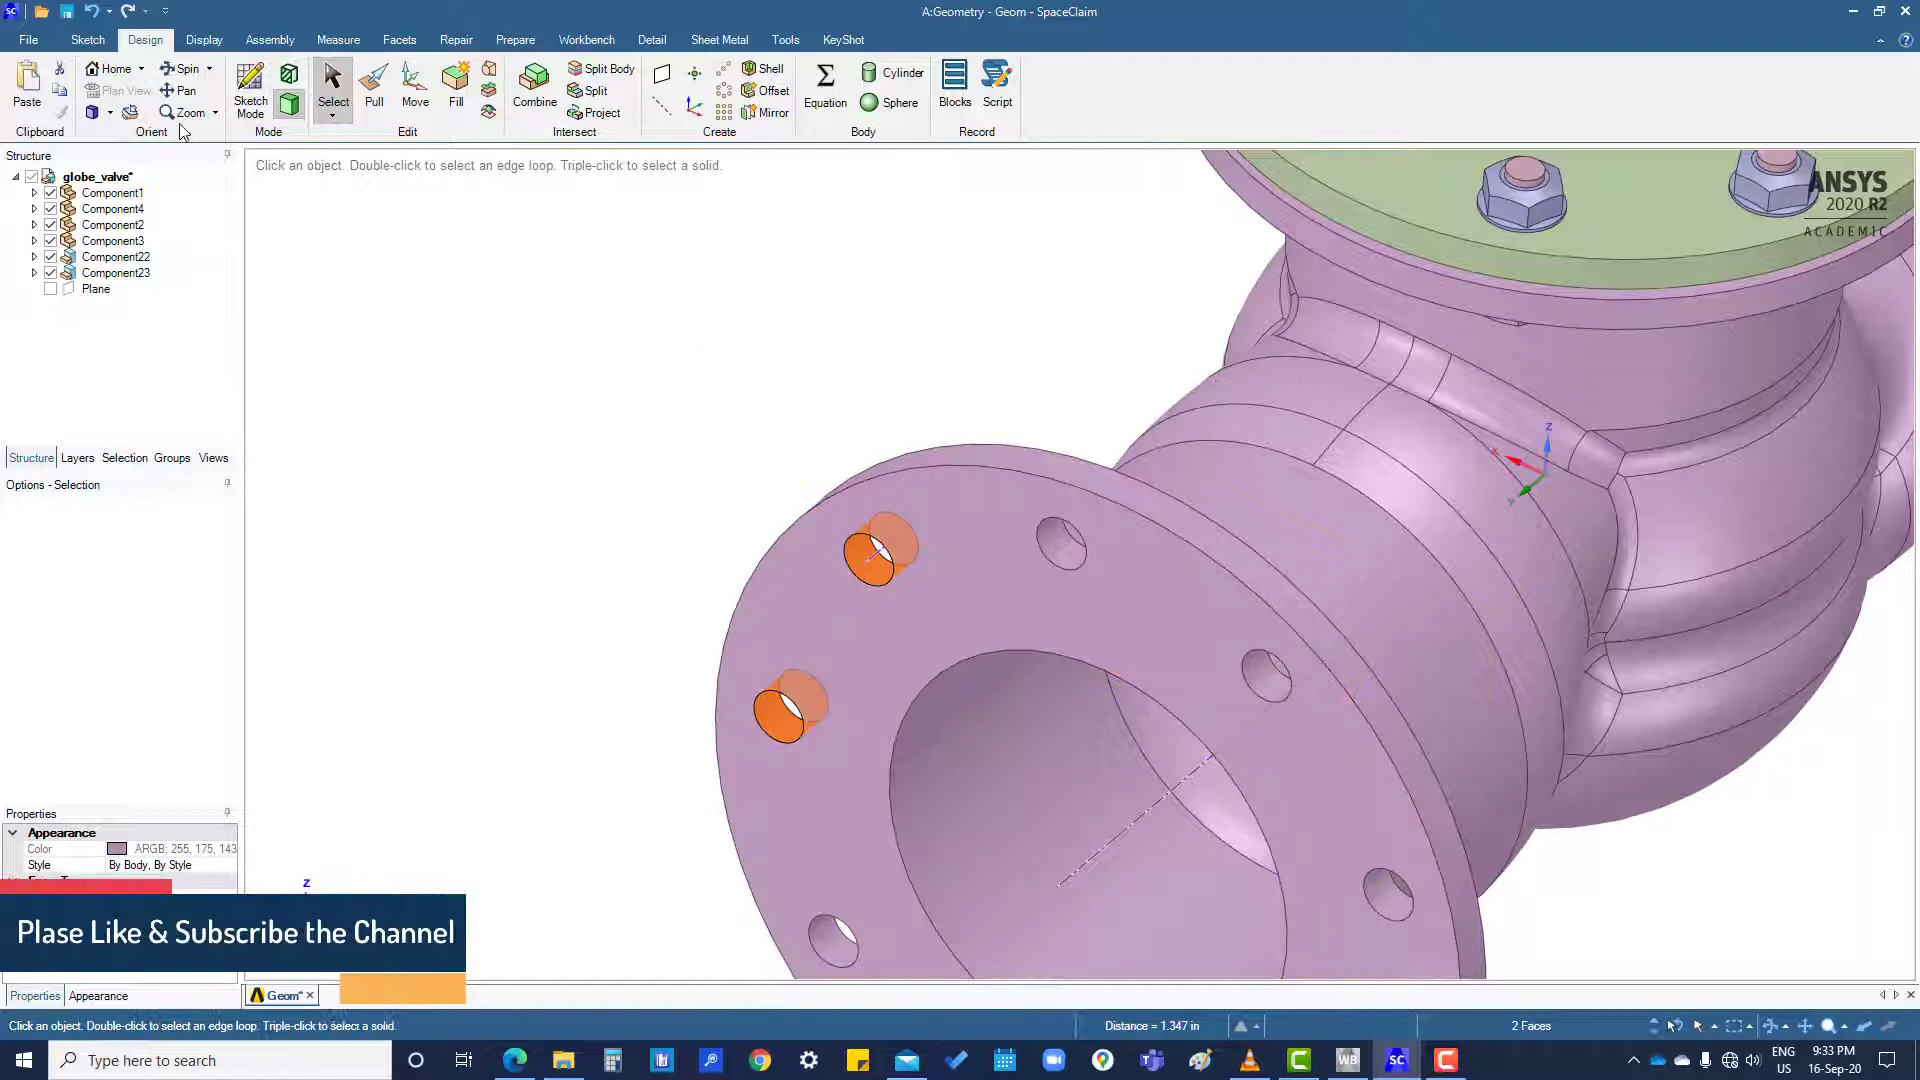 A:Geometry - Geom - SpaceClaim
File Sketch Design Display Assembly Measure Facets Repair Prepare Workbench Detail Sheet Metal Tools KeyShot
Paste
Home Spin
Plan View Pan
Zoom
Sketch Mode
Select Pull Move Fill
Combine
Split Body
Split
Project
Shell
Offset
Mirror
Equation
Cylinder
Sphere
Blocks Script
Clipboard Orient Mode Edit Intersect Create Body Record
Structure
Click an object. Double-click to select an edge loop. Triple-click to select a solid.
globe_valve*
Component1
Component4
Component2
Component3
Component22
Component23
Plane
ANSYS
2020 R2
ACADEMIC
Structure Layers Selection Groups Views
Options - Selection
Z
X
Y
Properties
Appearance
Color ARGB: 255, 175, 143
Style By Body, By Style
Z
Plase Like & Subscribe the Channel
Properties Appearance
Geom*
Click an object. Double-click to select an edge loop. Triple-click to select a solid.
Distance = 1.347 in
2 Faces
Type here to search
WB
SC
ENG
US
9:33 PM
16-Sep-20